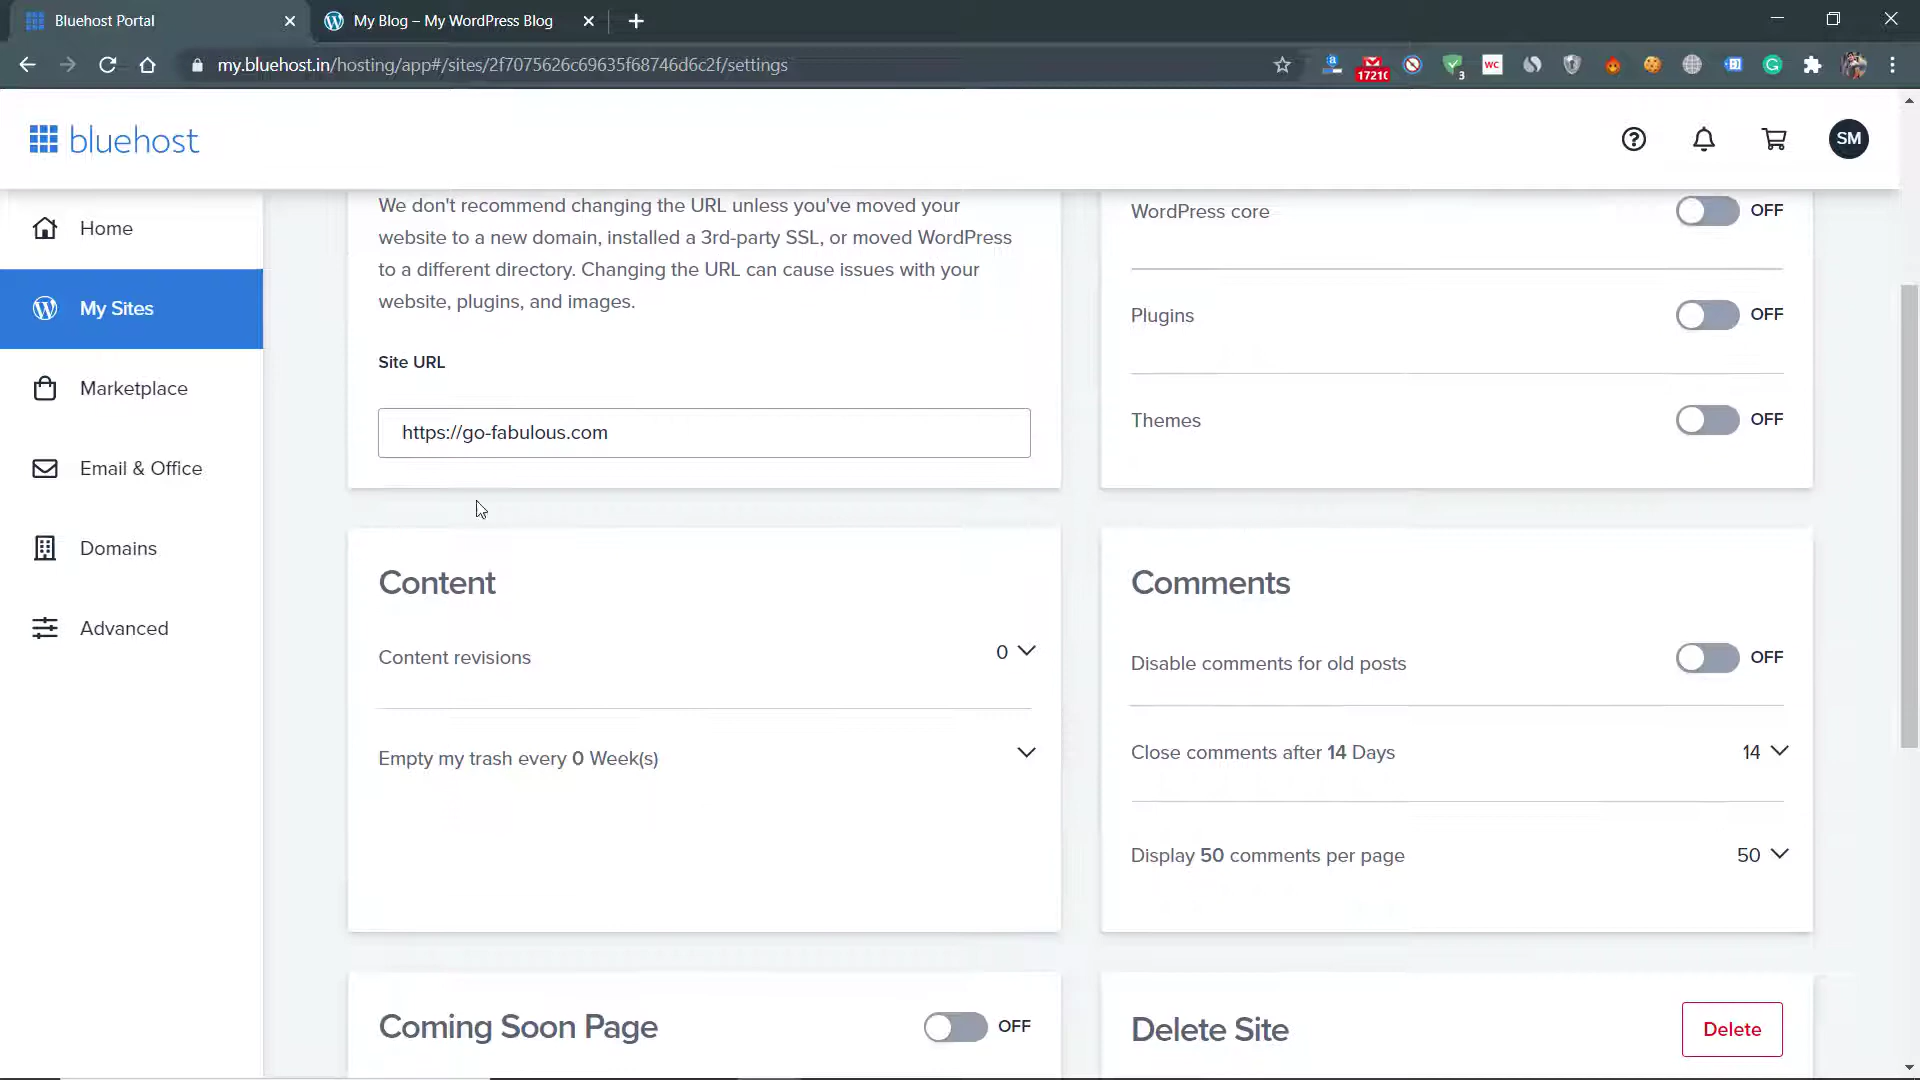 Bluehost Portal
My Blog – My WordPress Blog
my.bluehost.in/hosting/app#/sites/2f7075626c69635f68746d6c2f/settings
3
WC
bluehost
SM
Home
My Sites
Marketplace
Email & Office
Domains
Advanced
We don't recommend changing the URL unless you've moved your
website to a new domain, installed a 3rd-party SSL, or moved WordPress
to a different directory. Changing the URL can cause issues with your
website, plugins, and images.
Site URL
https://go-fabulous.com
WordPress core OFF
Plugins OFF
Themes OFF
Content
Content revisions 0
Empty my trash every 0 Week(s)
Comments
Disable comments for old posts OFF
Close comments after 14 Days 14
Display 50 comments per page 50
Coming Soon Page OFF
Delete Site Delete